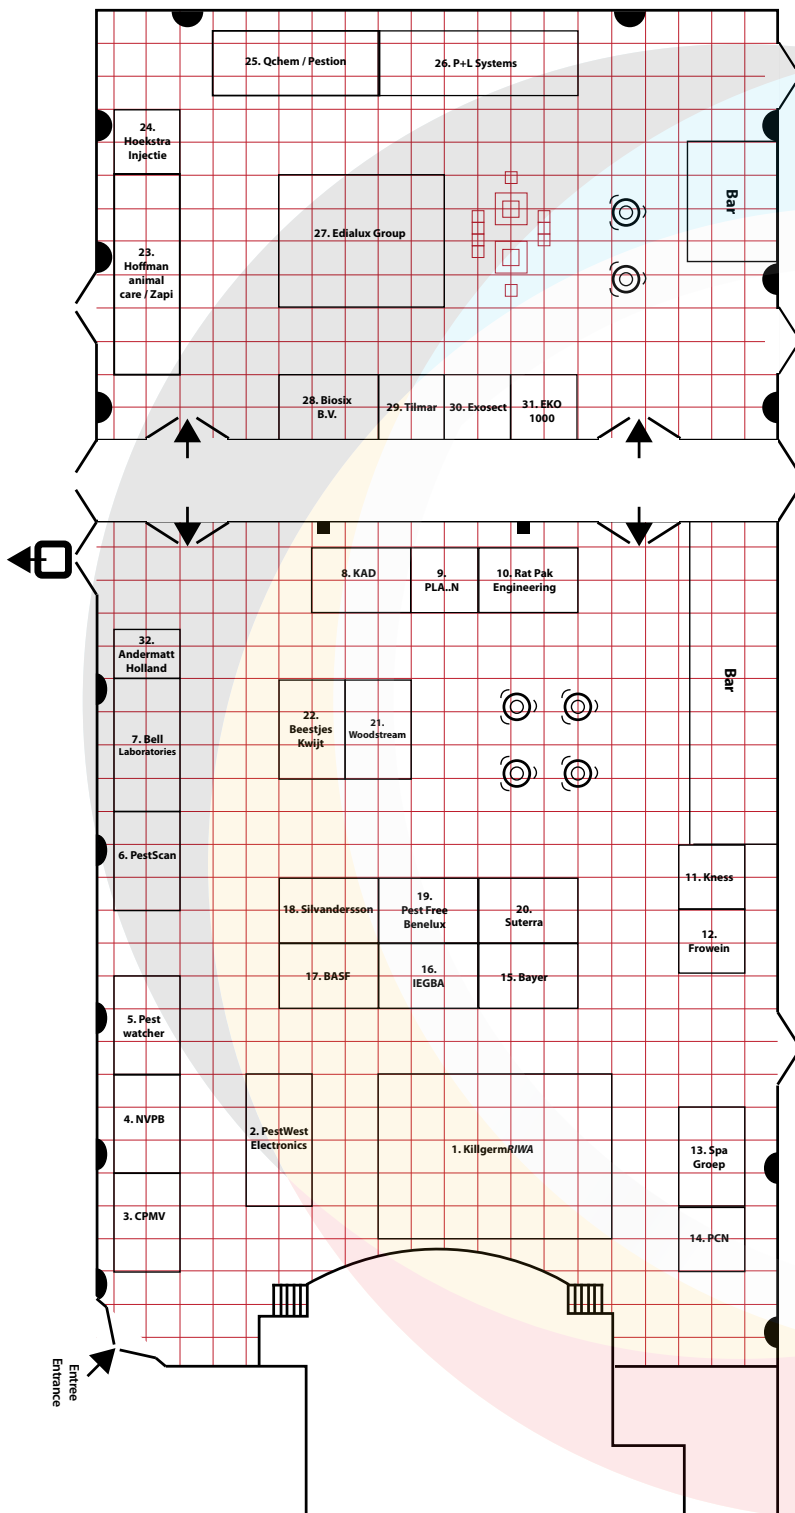 25. Qchem / Pestion
26. P+L Systems
24.
Hoekstra
Injectie
Bar
27. Edialux Group
23.
Hoffman
animal
care / Zapi
28. Biosix
B.V.
29. Tilmar
30. Exosect
31. EKO
1000
8. KAD
9.
PLA..N
10. Rat Pak
Engineering
32.
Andermatt
Holland
Bar
7. Bell
Laboratories
22.
Beestjes
Kwijt
21.
Woodstream
6. PestScan
11. Kness
18. Silvandersson
19.
Pest Free
Benelux
20.
Suterra
12.
Frowein
17. BASF
16.
IEGBA
15. Bayer
5. Pest
watcher
4. NVPB
2. PestWest
Electronics
1. KillgermRIWA
13. Spa
Groep
3. CPMV
14. PCN
Entree
Entrance